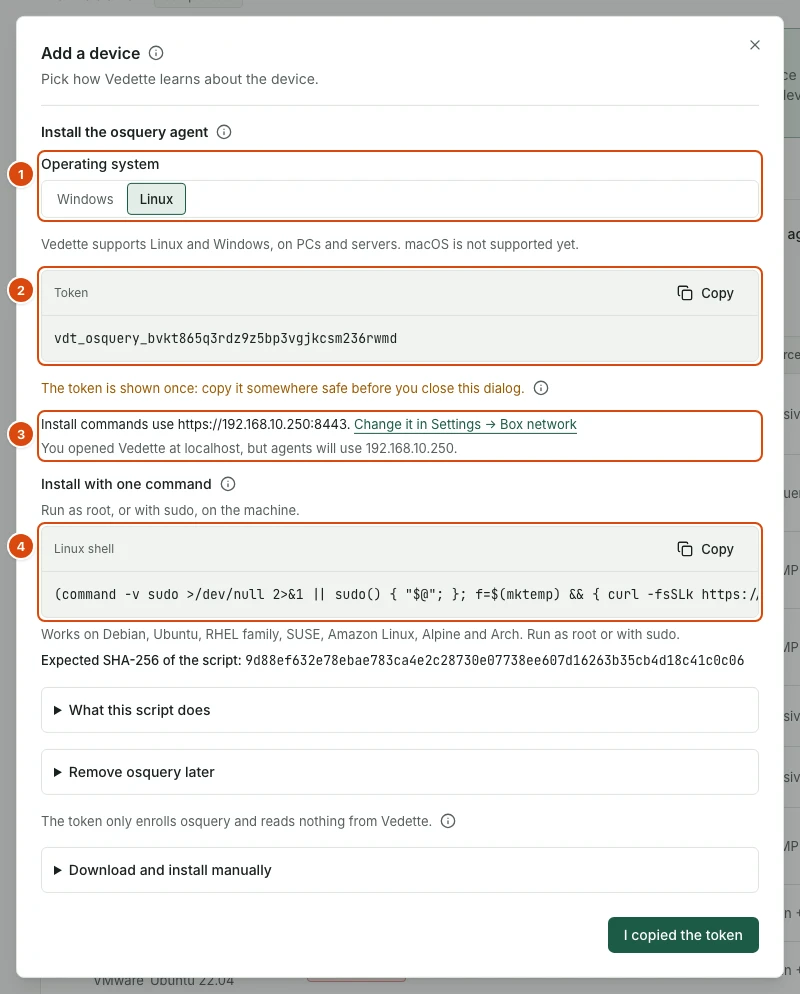 Add a device
Pick how Vedette learns about the device.
Install the osquery agent
1
Operating system
Windows
Linux
Vedette supports Linux and Windows, on PCs and servers. macOS is not supported yet.
2
Token
Copy
vdt_osquery_bvkt865q3rdz9z5bp3vgjkcsm236rwmd
The token is shown once: copy it somewhere safe before you close this dialog.
3
Install commands use https://192.168.10.250:8443. Change it in Settings → Box network
You opened Vedette at localhost, but agents will use 192.168.10.250.
Install with one command
Run as root, or with sudo, on the machine.
4
Linux shell
Copy
(command -v sudo >/dev/null 2>&1 || sudo() { "$@"; }; f=$(mktemp) && { curl -fsSLk https:/
Works on Debian, Ubuntu, RHEL family, SUSE, Amazon Linux, Alpine and Arch. Run as root or with sudo.
Expected SHA-256 of the script: 9d88ef632e78ebae783ca4e2c28730e07738ee607d16263b35cb4d18c41c0c06
What this script does
Remove osquery later
The token only enrolls osquery and reads nothing from Vedette.
Download and install manually
I copied the token
VMware Ubuntu 22.04